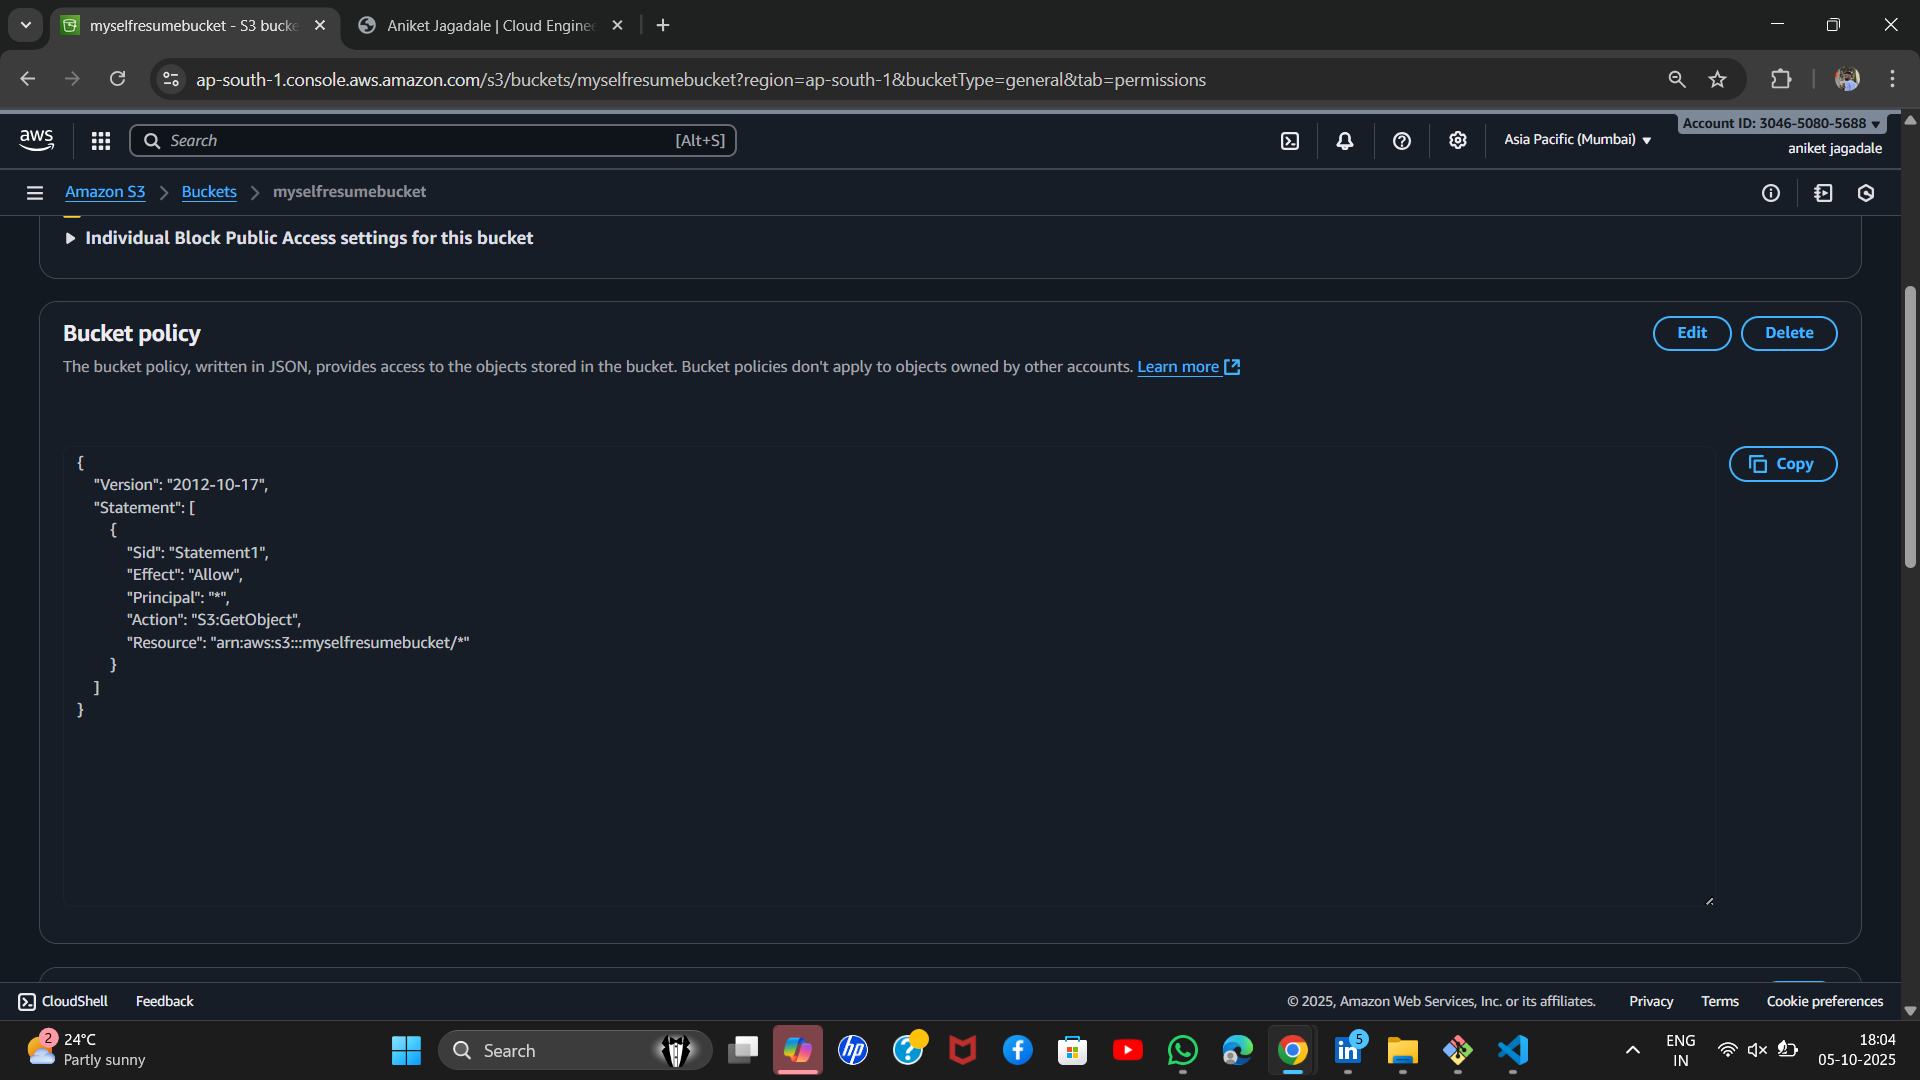 myselfresumebucket - S3 bucke
Aniket Jagadale | Cloud Enginee
ap-south-1.console.aws.amazon.com/s3/buckets/myselfresumebucket?region=ap-south-1&bucketType=general&tab=permissions
aws
Search [Alt+S]
Asia Pacific (Mumbai)
Account ID: 3046-5080-5688
aniket jagadale
Amazon S3
Buckets
myselfresumebucket
Individual Block Public Access settings for this bucket
Bucket policy
Edit
Delete
The bucket policy, written in JSON, provides access to the objects stored in the bucket. Bucket policies don't apply to objects owned by other accounts. Learn more
Copy
{
"Version": "2012-10-17",
"Statement": [
{
"Sid": "Statement1",
"Effect": "Allow",
"Principal": "*",
"Action": "S3:GetObject",
"Resource": "arn:aws:s3:::myselfresumebucket/*"
}
]
}
CloudShell
Feedback
© 2025, Amazon Web Services, Inc. or its affiliates.
Privacy
Terms
Cookie preferences
2
24°C
Partly sunny
Search
hp
5
ENG
IN
18:04
05-10-2025